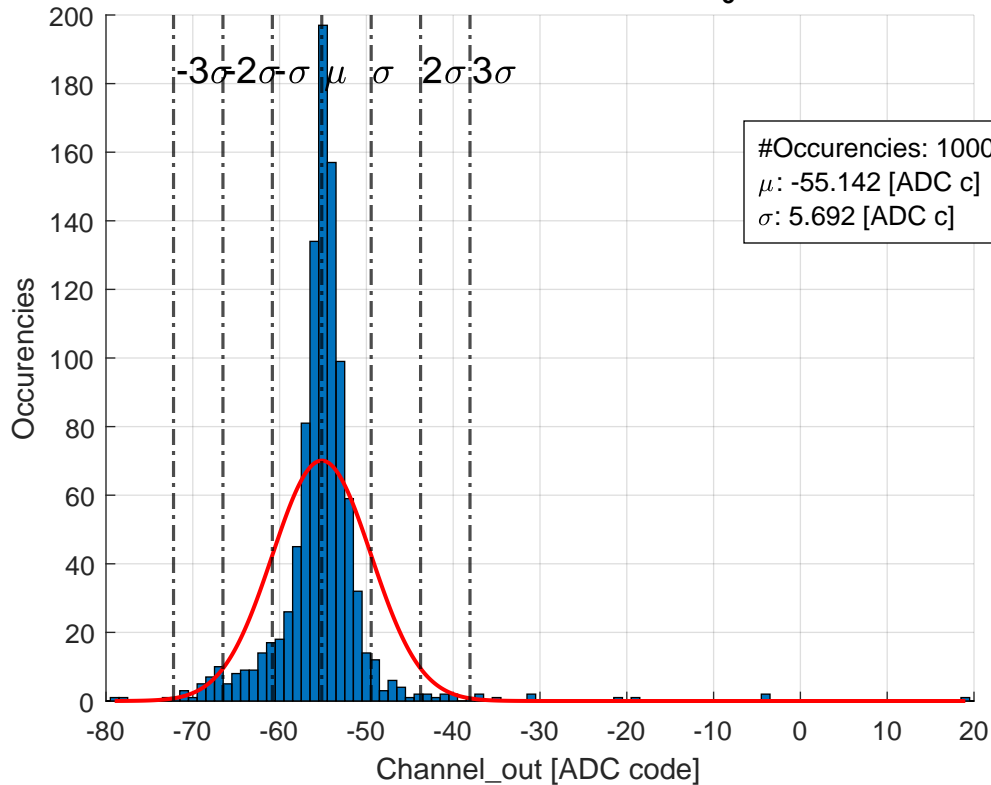 200
180
160
140
120
100
80
60
40
20
0
Occurencies
-3σ -2σ -σ μ σ 2σ 3σ
#Occurencies: 1000
μ: -55.142 [ADC c]
σ: 5.692 [ADC c]
-80 -70 -60 -50 -40 -30 -20 -10 0 10 20
Channel_out [ADC code]